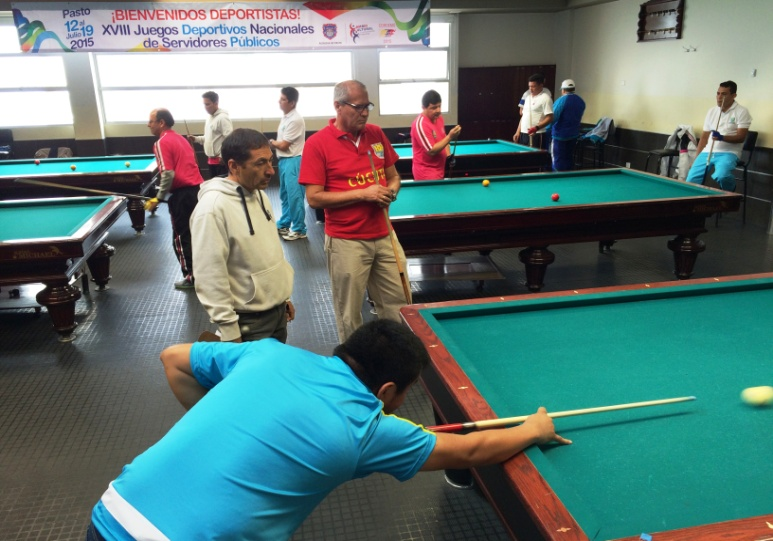 Pasto
12 al 19
Julio 2015
¡BIENVENIDOS DEPORTISTAS!
XVIII Juegos Deportivos Nacionales
de Servidores Públicos